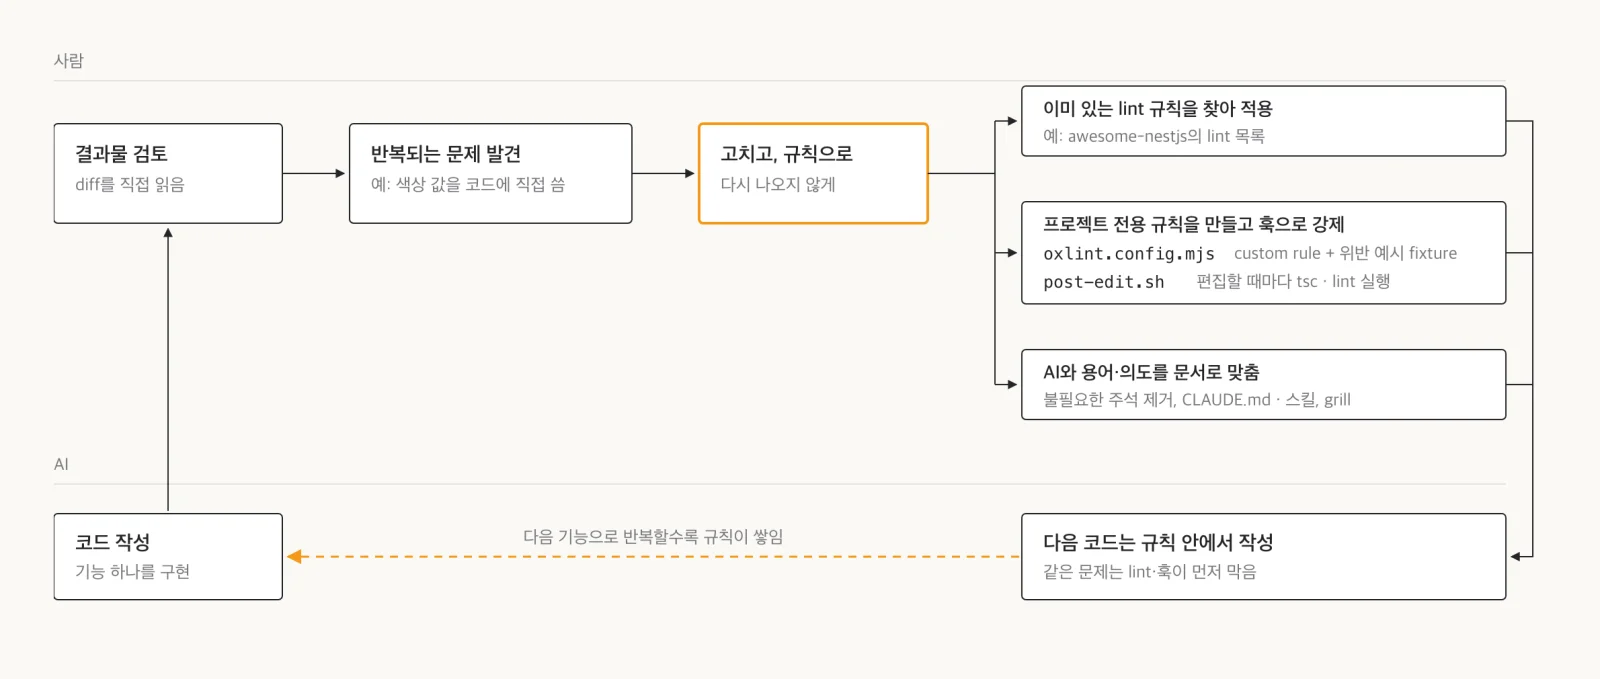 사람
결과물 검토
diff를 직접 읽음
반복되는 문제 발견
예: 색상 값을 코드에 직접 씀
고치고, 규칙으로
다시 나오지 않게
이미 있는 lint 규칙을 찾아 적용
예: awesome-nestjs의 lint 목록
프로젝트 전용 규칙을 만들고 훅으로 강제
oxlint.config.mjs custom rule + 위반 예시 fixture
post-edit.sh 편집할 때마다 tsc · lint 실행
AI와 용어·의도를 문서로 맞춤
불필요한 주석 제거, CLAUDE.md · 스킬, grill
AI
코드 작성
기능 하나를 구현
다음 기능으로 반복할수록 규칙이 쌓임
다음 코드는 규칙 안에서 작성
같은 문제는 lint·훅이 먼저 막음